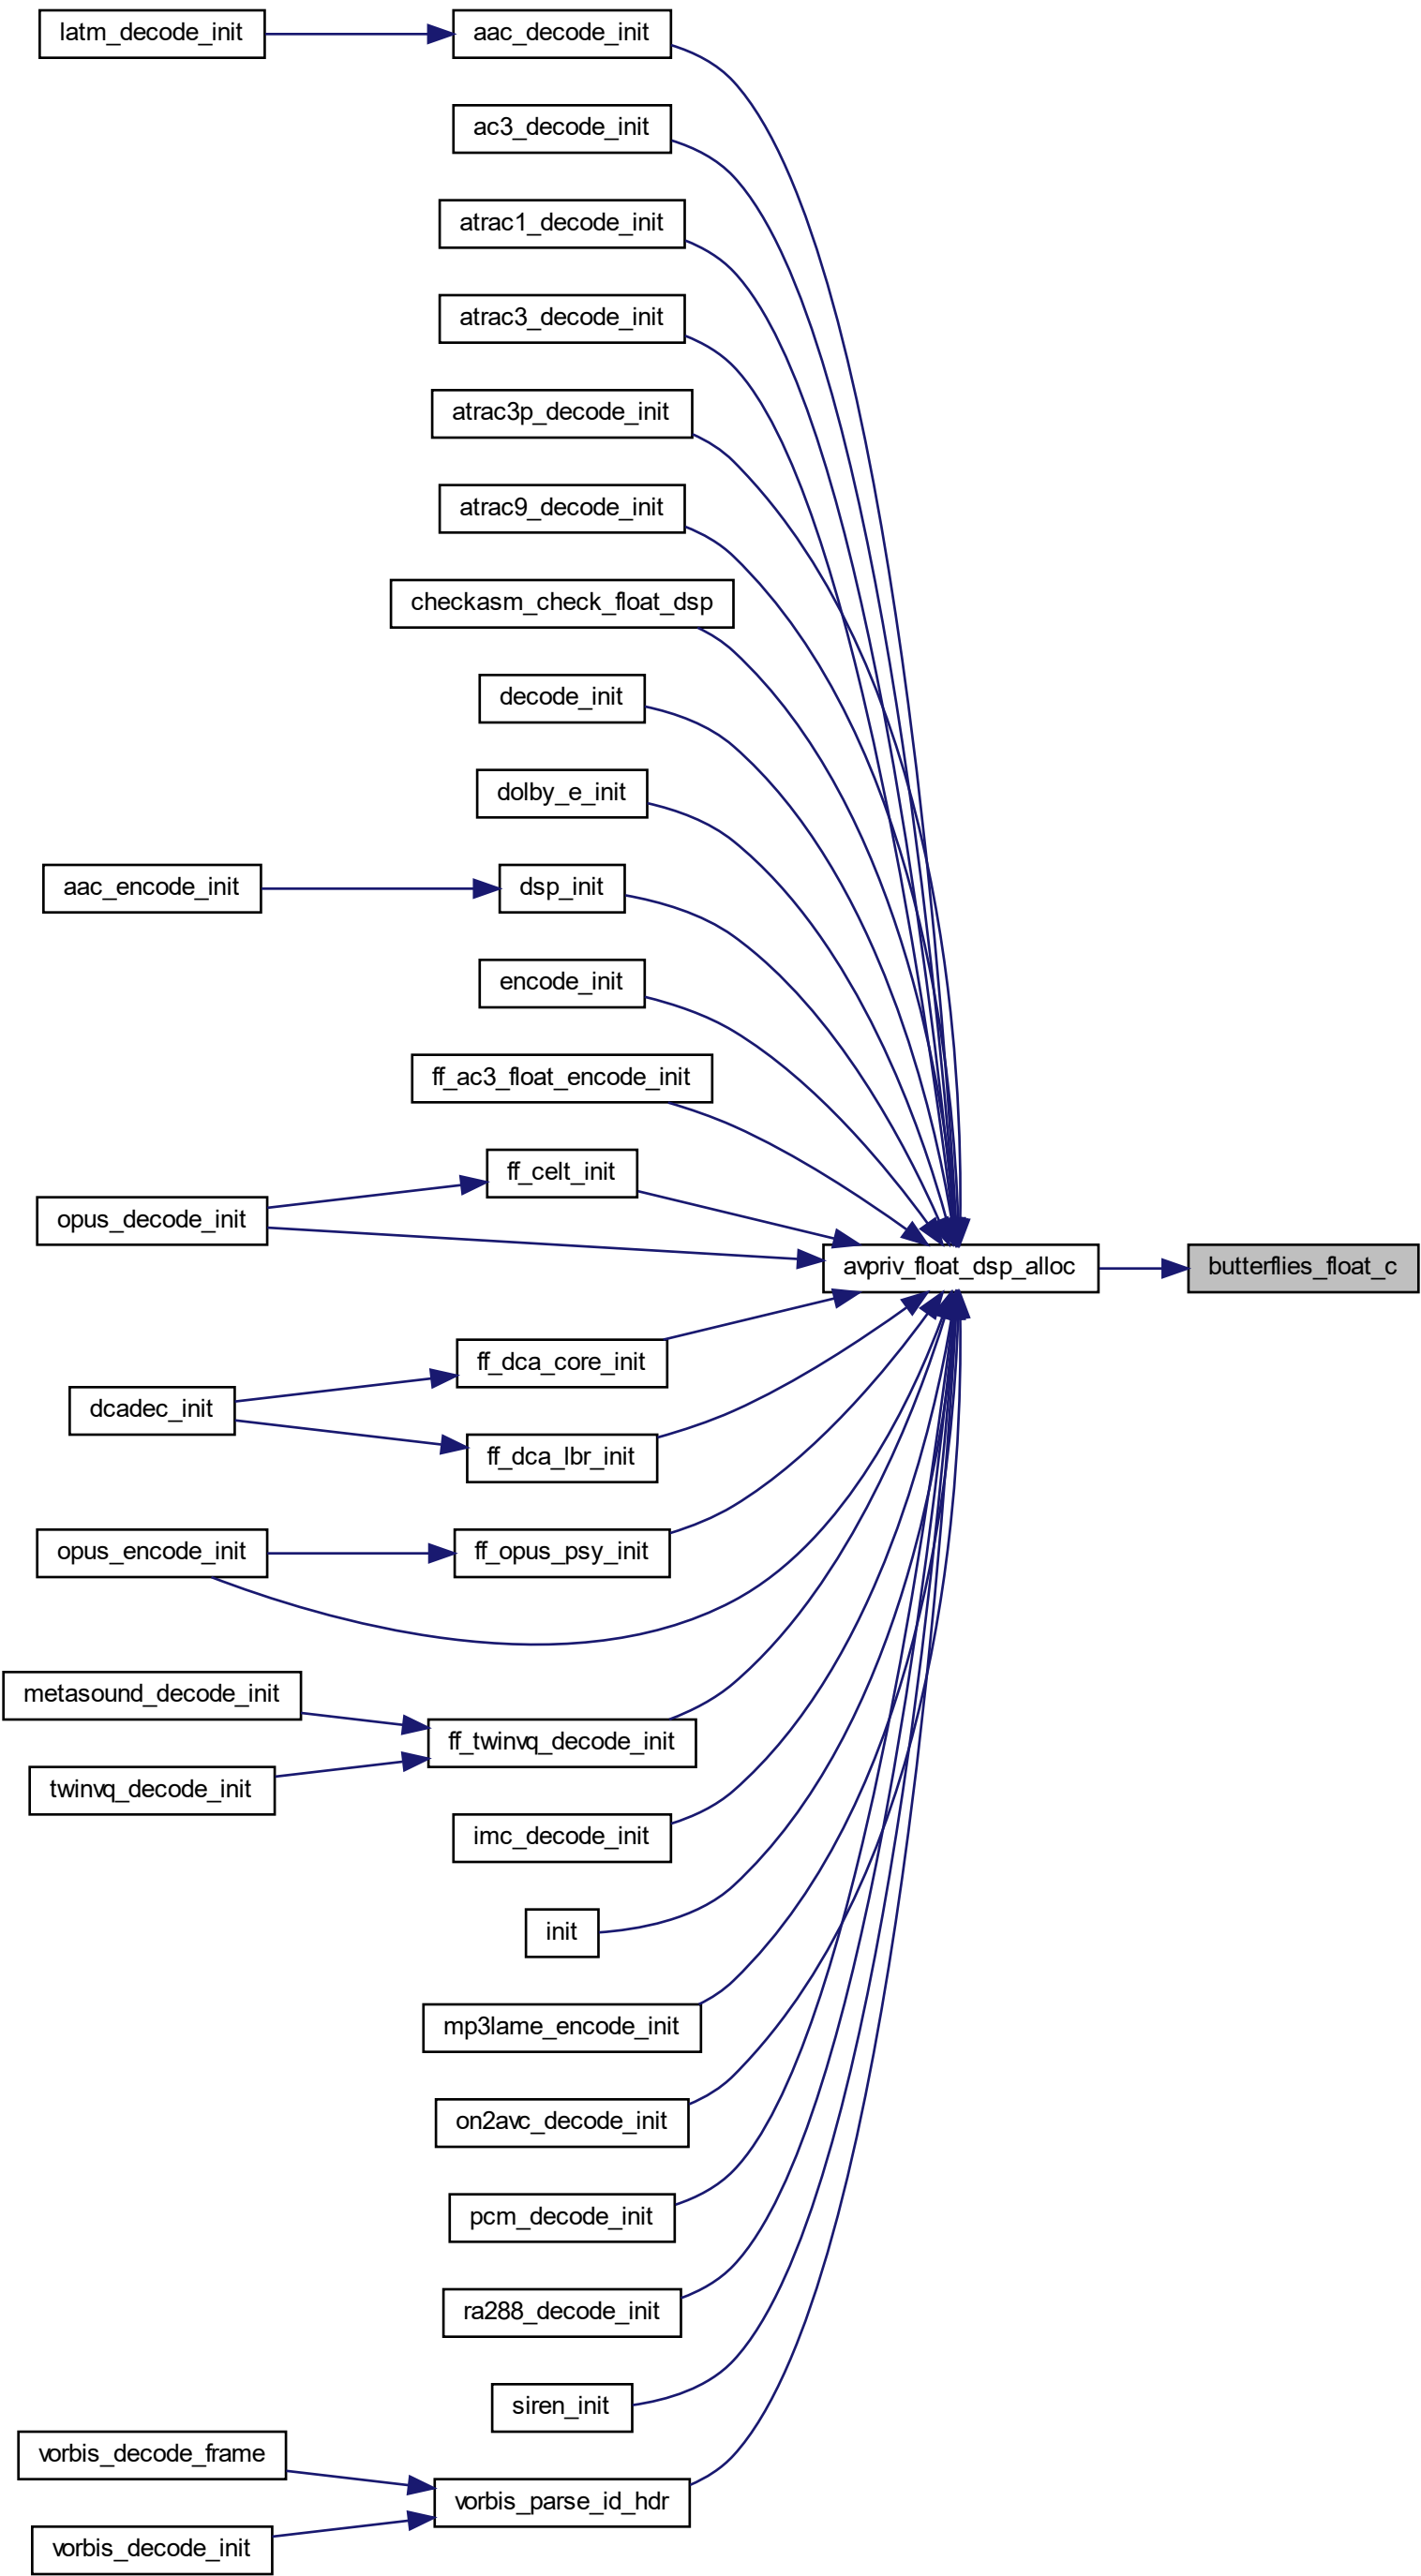 latm_decode_init
aac_decode_init
ac3_decode_init
atrac1_decode_init
atrac3_decode_init
atrac3p_decode_init
atrac9_decode_init
checkasm_check_float_dsp
decode_init
dolby_e_init
aac_encode_init
dsp_init
encode_init
ff_ac3_float_encode_init
ff_celt_init
opus_decode_init
avpriv_float_dsp_alloc
butterflies_float_c
ff_dca_core_init
dcadec_init
ff_dca_lbr_init
opus_encode_init
ff_opus_psy_init
metasound_decode_init
ff_twinvq_decode_init
twinvq_decode_init
imc_decode_init
init
mp3lame_encode_init
on2avc_decode_init
pcm_decode_init
ra288_decode_init
siren_init
vorbis_decode_frame
vorbis_parse_id_hdr
vorbis_decode_init